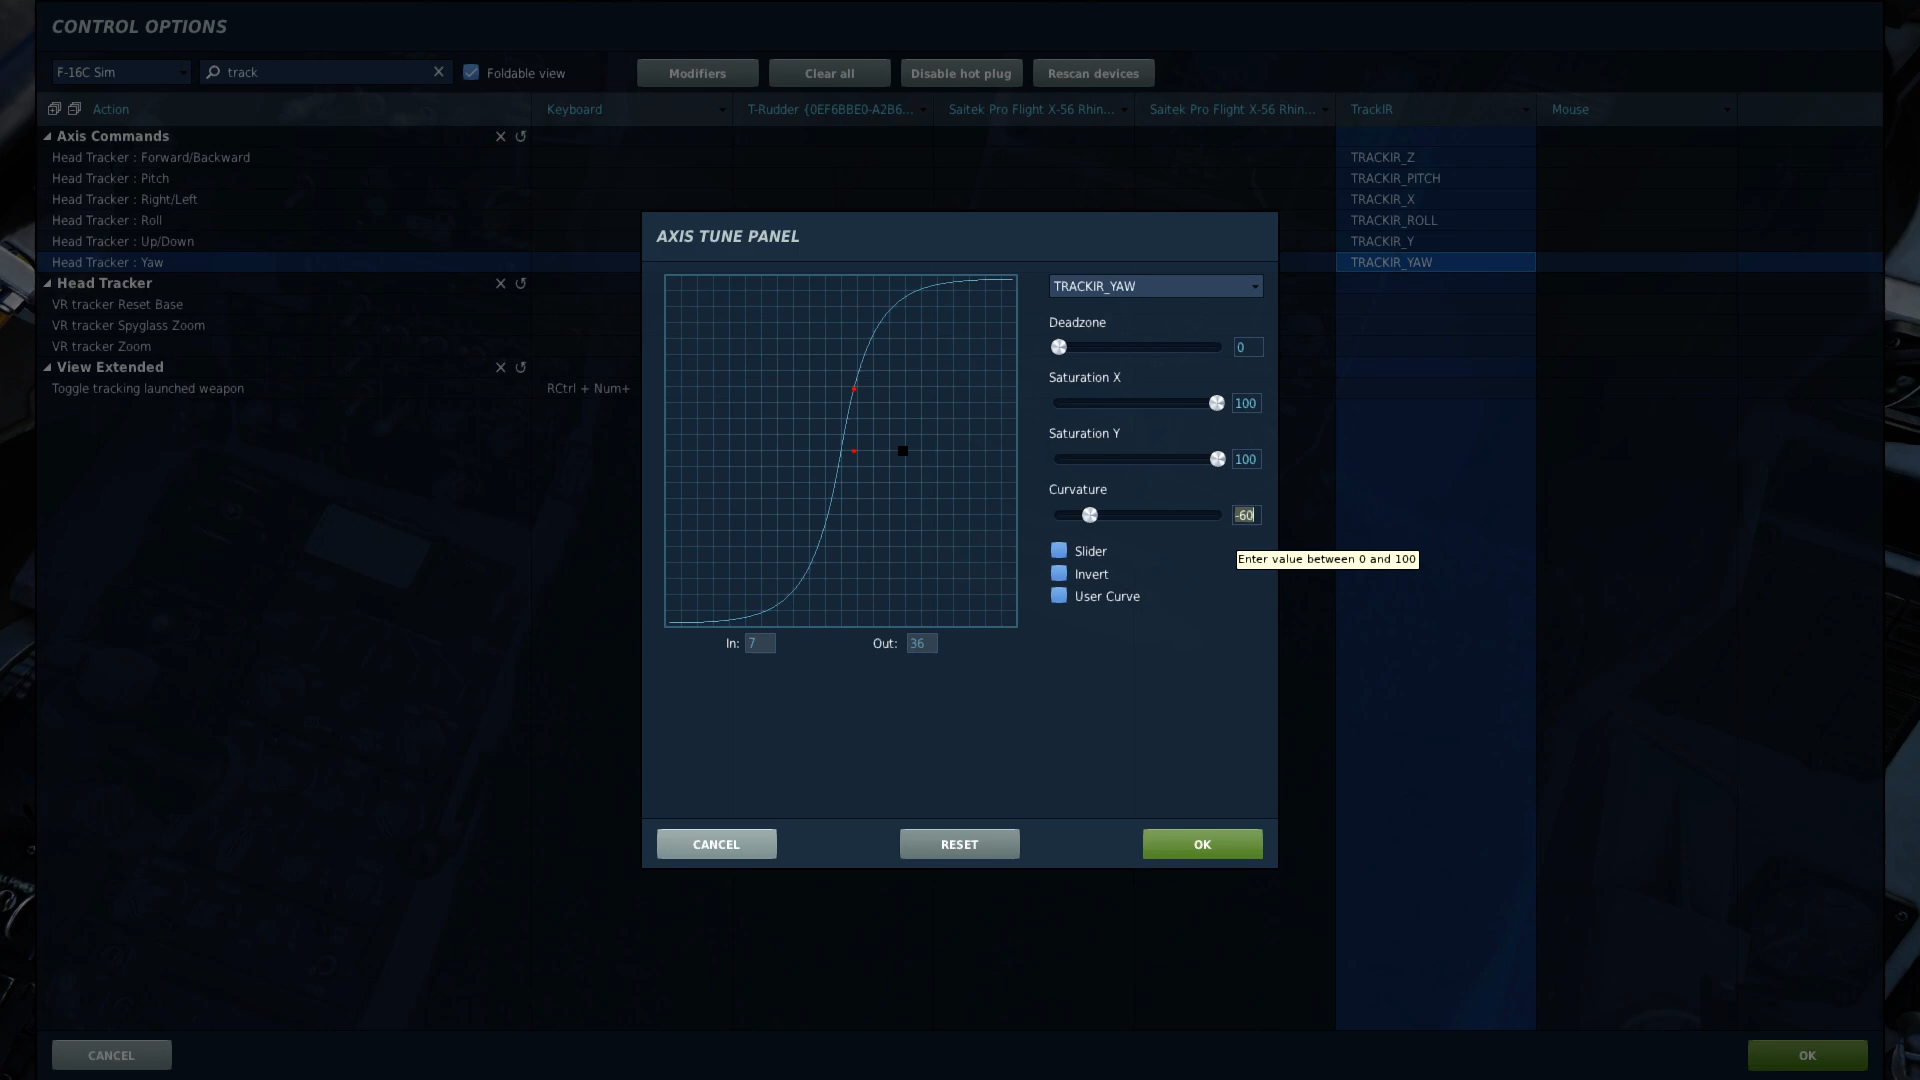 CONTROL OPTIONS
F-16C Sim track Foldable view Modifiers Clear all Disable hot plug Rescan devices
Action Keyboard T-Rudder {0EF6BBE0-A2B6... Saitek Pro Flight X-56 Rhin... Saitek Pro Flight X-56 Rhin... TrackIR Mouse
Axis Commands
Head Tracker : Forward/Backward TRACKIR_Z
Head Tracker : Pitch TRACKIR_PITCH
Head Tracker : Right/Left TRACKIR_X
Head Tracker : Roll TRACKIR_ROLL
Head Tracker : Up/Down TRACKIR_Y
Head Tracker : Yaw TRACKIR_YAW
Head Tracker
VR tracker Reset Base
VR tracker Spyglass Zoom
VR tracker Zoom
View Extended
Toggle tracking launched weapon RCtrl + Num+
AXIS TUNE PANEL
TRACKIR_YAW
Deadzone
0
Saturation X
100
Saturation Y
100
Curvature
-60
Slider
Enter value between 0 and 100
Invert
User Curve
In: 7 Out: 36
CANCEL RESET OK
CANCEL OK